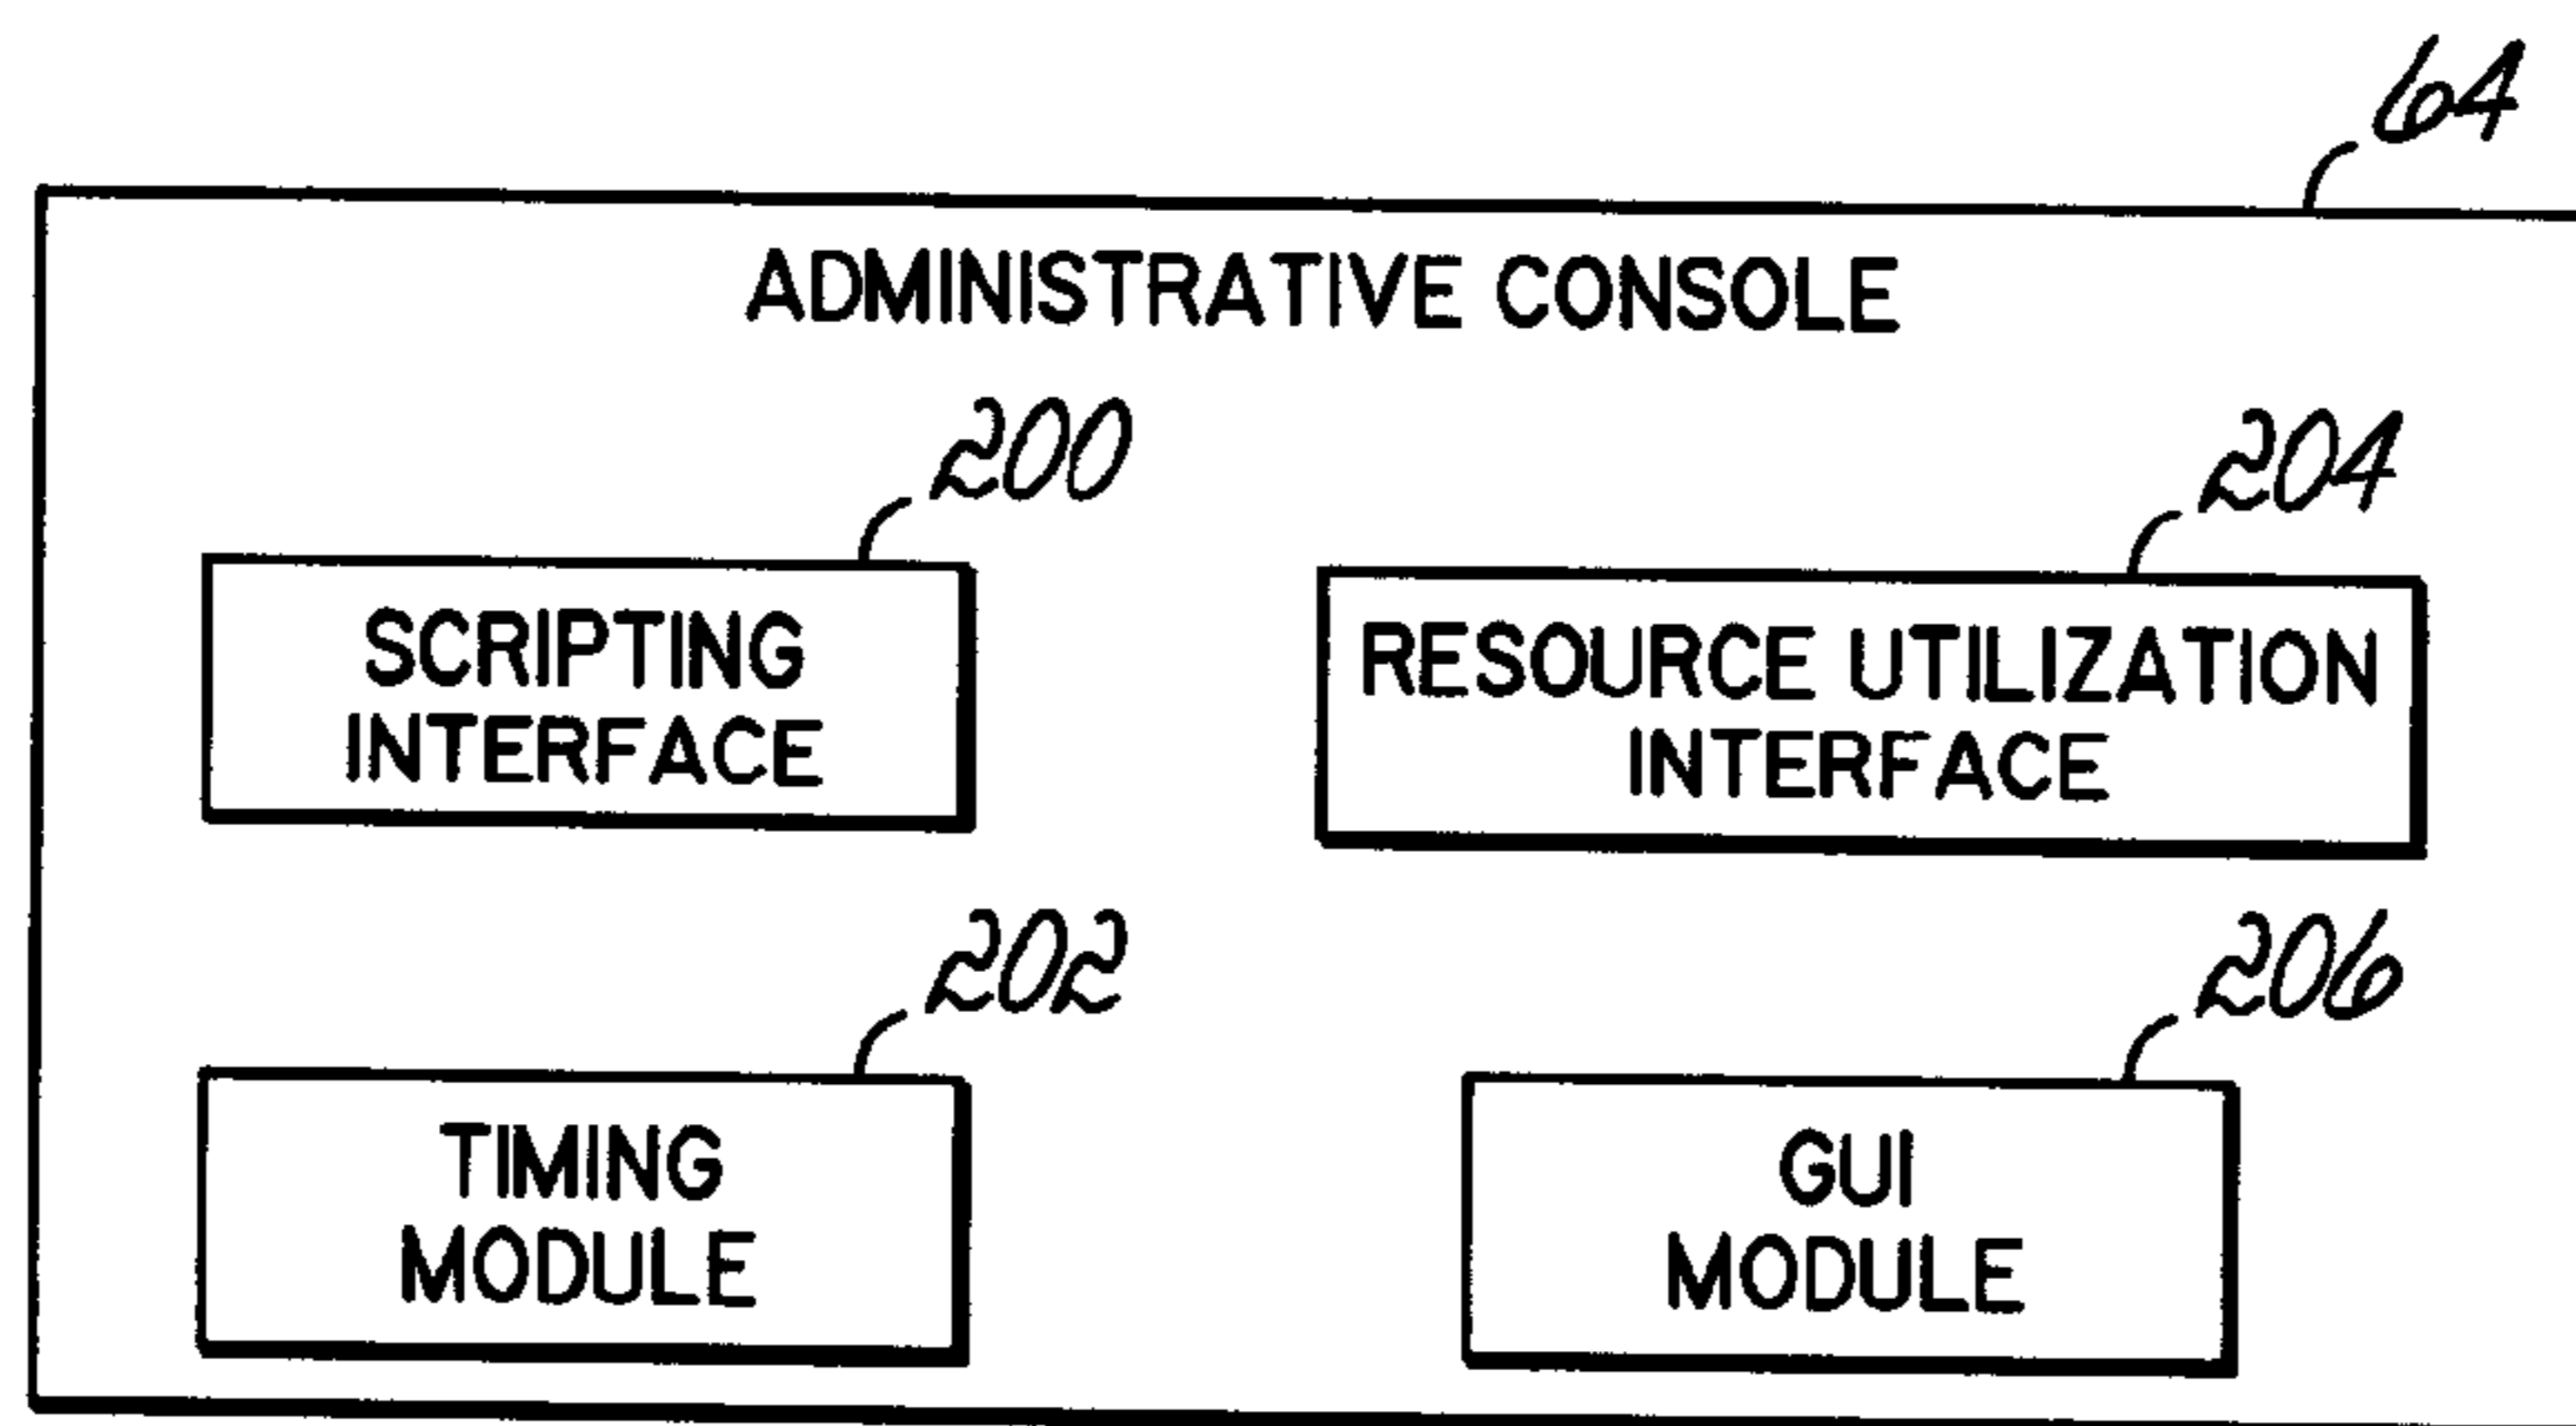 64
ADMINISTRATIVE CONSOLE
200
204
SCRIPTING
INTERFACE
RESOURCE UTILIZATION
INTERFACE
202
206
TIMING
MODULE
GUI
MODULE